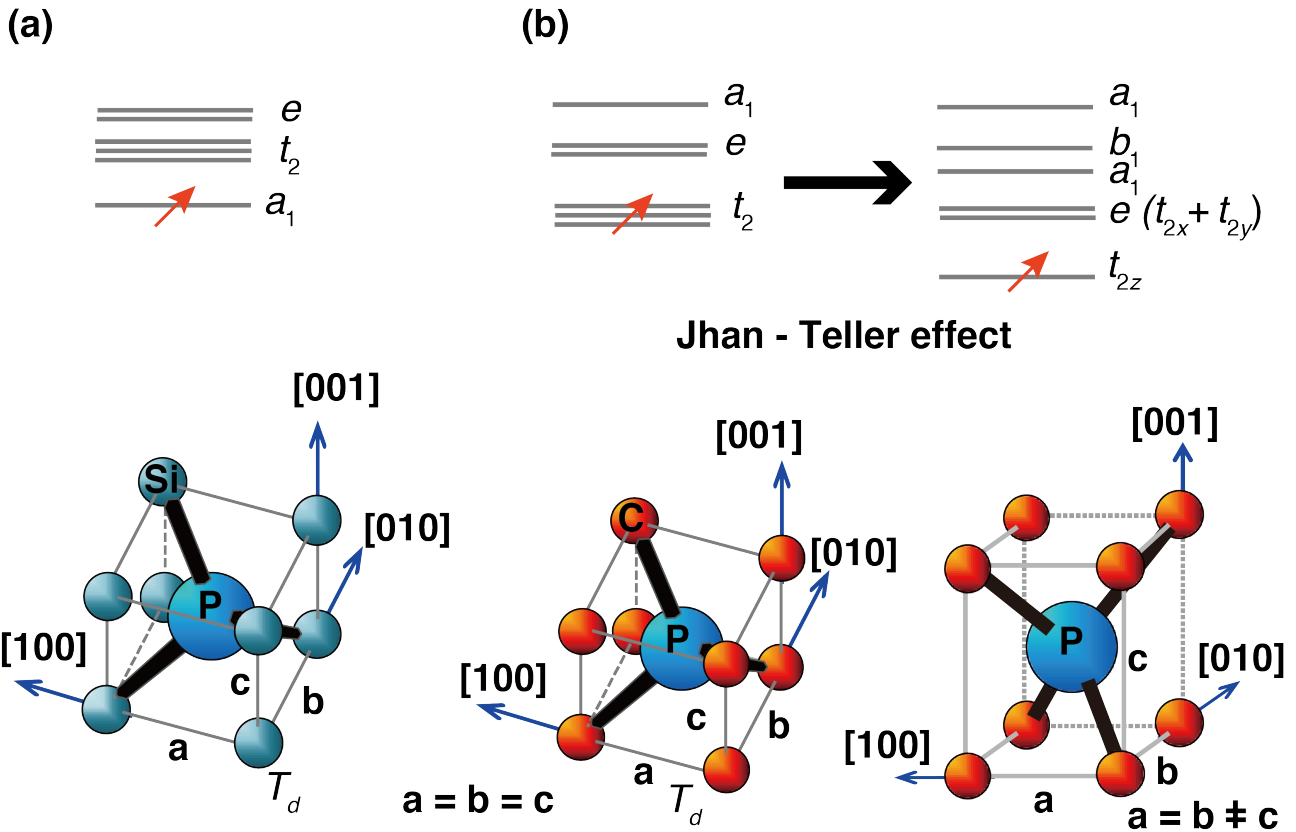 (a)
e
t2
a1
[001]
Si
[010]
P
[100]
c
b
a
Td
(b)
a1
e
t2
a1
b1
a1
e (t2x+ t2y)
t2z
Jhan - Teller effect
[001]
C
[010]
P
[100]
c
b
a
Td
a = b = c
[001]
P
c
[010]
[100]
b
a
a = b ≠ c